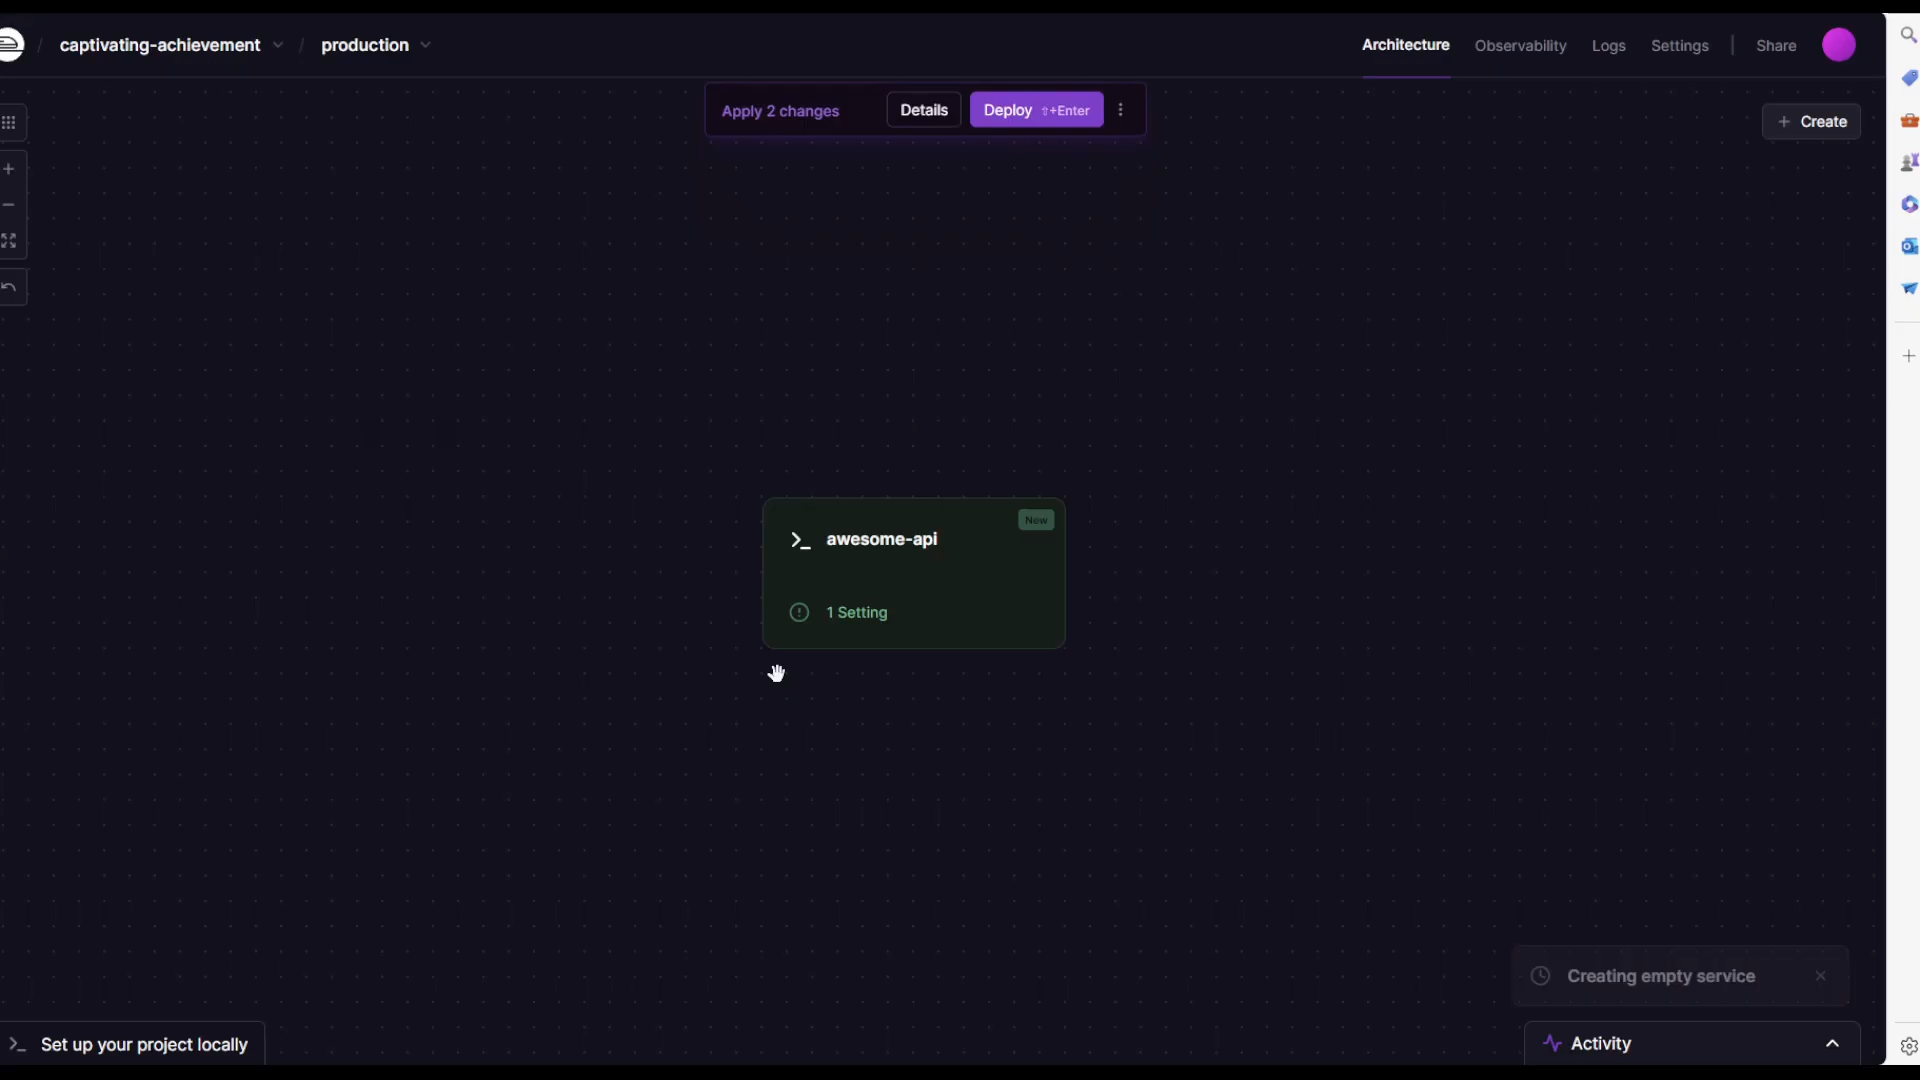 captivating-achievement / production
Architecture Observability Logs Settings | Share
Apply 2 changes Details Deploy ⇧+Enter
+ Create
New
>_ awesome-api
1 Setting
Creating empty service
>_ Set up your project locally
Activity